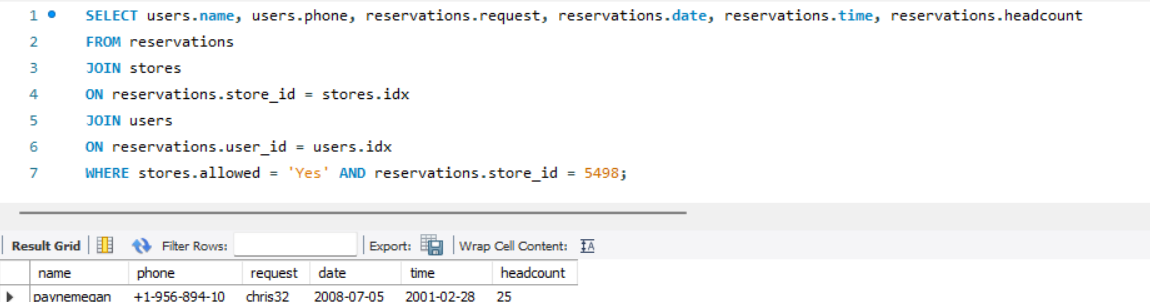 1 SELECT users.name, users.phone, reservations.request, reservations.date, reservations.time, reservations.headcount
2 FROM reservations
3 JOIN stores
4 ON reservations.store_id = stores.idx
5 JOIN users
6 ON reservations.user_id = users.idx
7 WHERE stores.allowed = 'Yes' AND reservations.store_id = 5498;
Result Grid Filter Rows: Export: Wrap Cell Content: IA
name phone request date time headcount
paynemegan +1-956-894-10 chris32 2008-07-05 2001-02-28 25